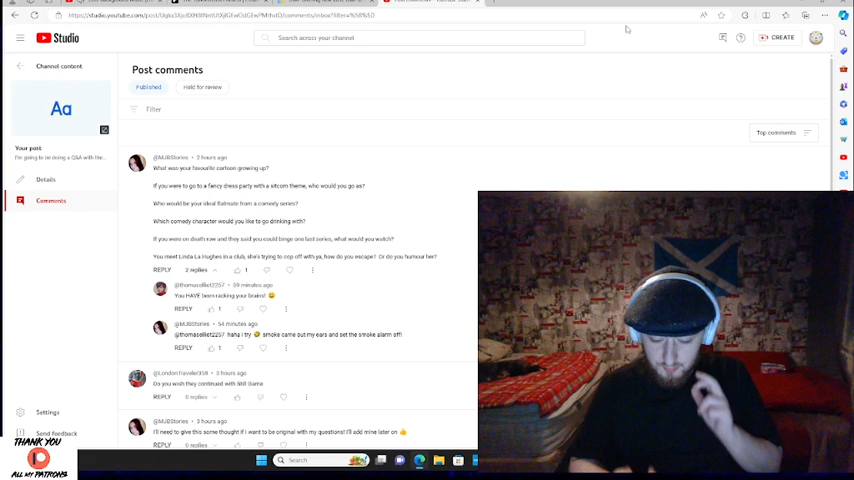 Studio
Search across your channel
CREATE
Channel content
Post comments
Published
Held for review
Aa
Filter
Top comments
Your post
I'm going to be doing a Q&A with the...
@MJBStories • 2 hours ago
What was your favourite cartoon growing up?
Details
If you were to go to a fancy dress party with a sitcom theme, who would you go as?
Comments
Who would be your ideal flatmate from a comedy series?
Which comedy character would you like to go drinking with?
If you were on death row and they said you could binge one last series, what would you watch?
You meet Linda La Hughes in a club, she's trying to cop off with ya, how do you escape? Or do you humour her?
REPLY 2 replies 1
@thomaselliet2257 • 59 minutes ago
You HAVE been racking your brains! 😄
REPLY 1
@MJBStories • 54 minutes ago
@thomaselliet2257 haha I try 🤣 smoke came out my ears and set the smoke alarm off!
REPLY 1
@LondonTraveler358 • 3 hours ago
Do you wish they continued with Still Game
REPLY 0 replies
@MJBStories • 3 hours ago
I'll need to give this some thought if I want to be original with my questions! I'll add mine later on 👍
REPLY 0 replies
Settings
Send feedback
THANK YOU
ALL MY PATRONS!
Search